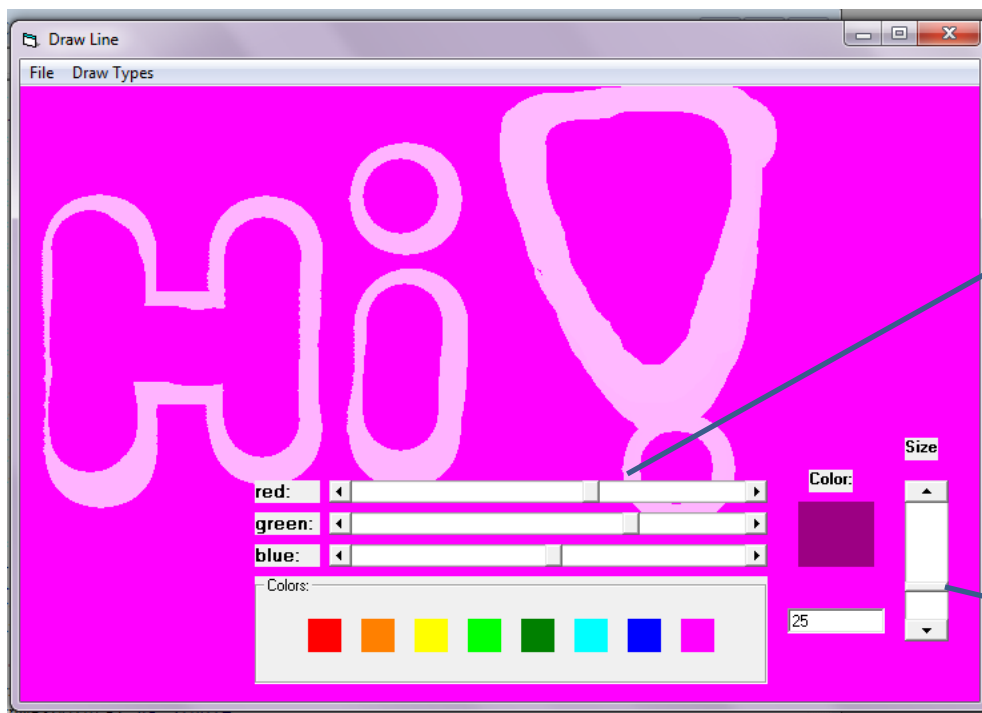 Draw Line
File Draw Types
Hi!
Size
Color:
red:
green:
blue:
Colors:
25